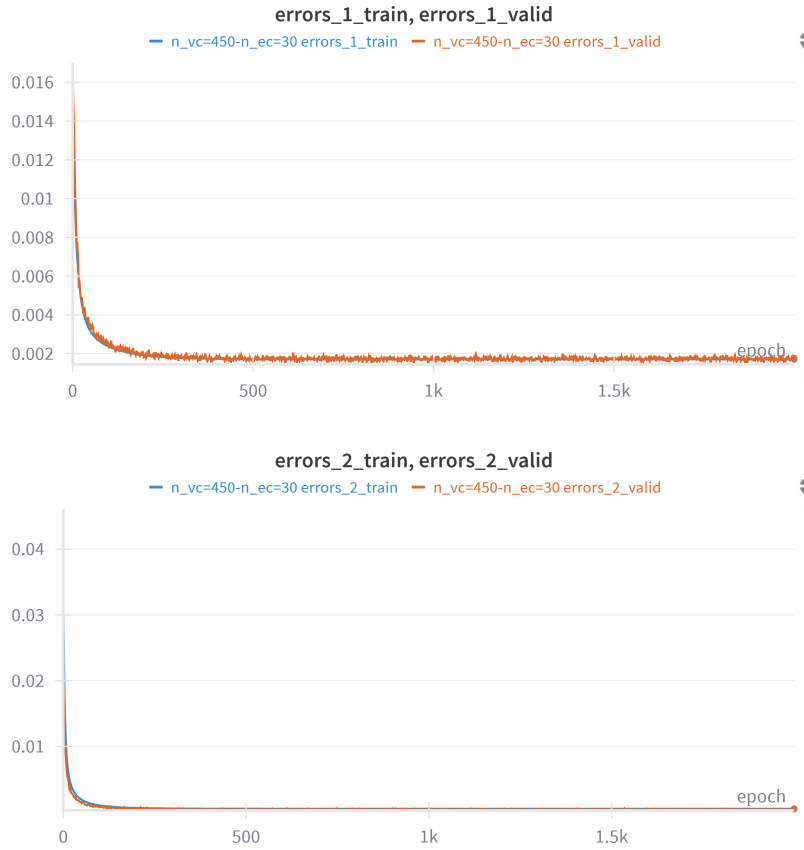 errors_1_train, errors_1_valid
n_vc=450-n_ec=30 errors_1_train n_vc=450-n_ec=30 errors_1_valid
0.016
0.014
0.012
0.01
0.008
0.006
0.004
0.002
epoch
0 500 1k 1.5k
errors_2_train, errors_2_valid
n_vc=450-n_ec=30 errors_2_train n_vc=450-n_ec=30 errors_2_valid
0.04
0.03
0.02
0.01
epoch
0 500 1k 1.5k